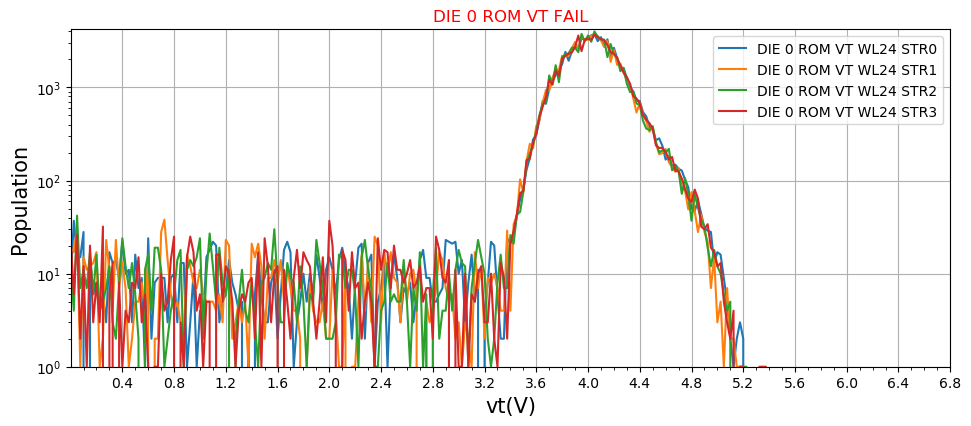 DIE 0 ROM VT FAIL
Population
10³
10²
10¹
10⁰
DIE 0 ROM VT WL24 STR0
DIE 0 ROM VT WL24 STR1
DIE 0 ROM VT WL24 STR2
DIE 0 ROM VT WL24 STR3
0.4 0.8 1.2 1.6 2.0 2.4 2.8 3.2 3.6 4.0 4.4 4.8 5.2 5.6 6.0 6.4 6.8
vt(V)